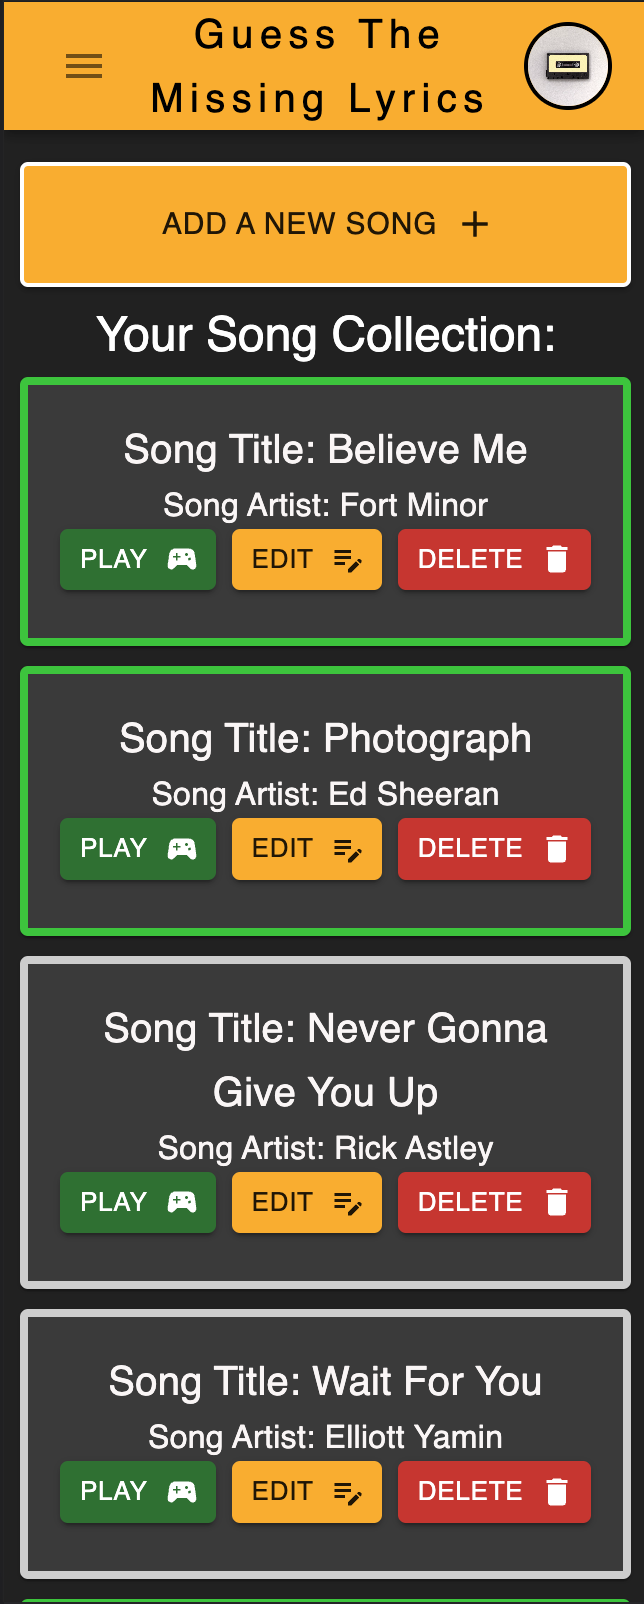 Guess The
Missing Lyrics
ADD A NEW SONG
Your Song Collection:
Song Title: Believe Me
Song Artist: Fort Minor
PLAY EDIT DELETE
Song Title: Photograph
Song Artist: Ed Sheeran
PLAY EDIT DELETE
Song Title: Never Gonna
Give You Up
Song Artist: Rick Astley
PLAY EDIT DELETE
Song Title: Wait For You
Song Artist: Elliott Yamin
PLAY EDIT DELETE